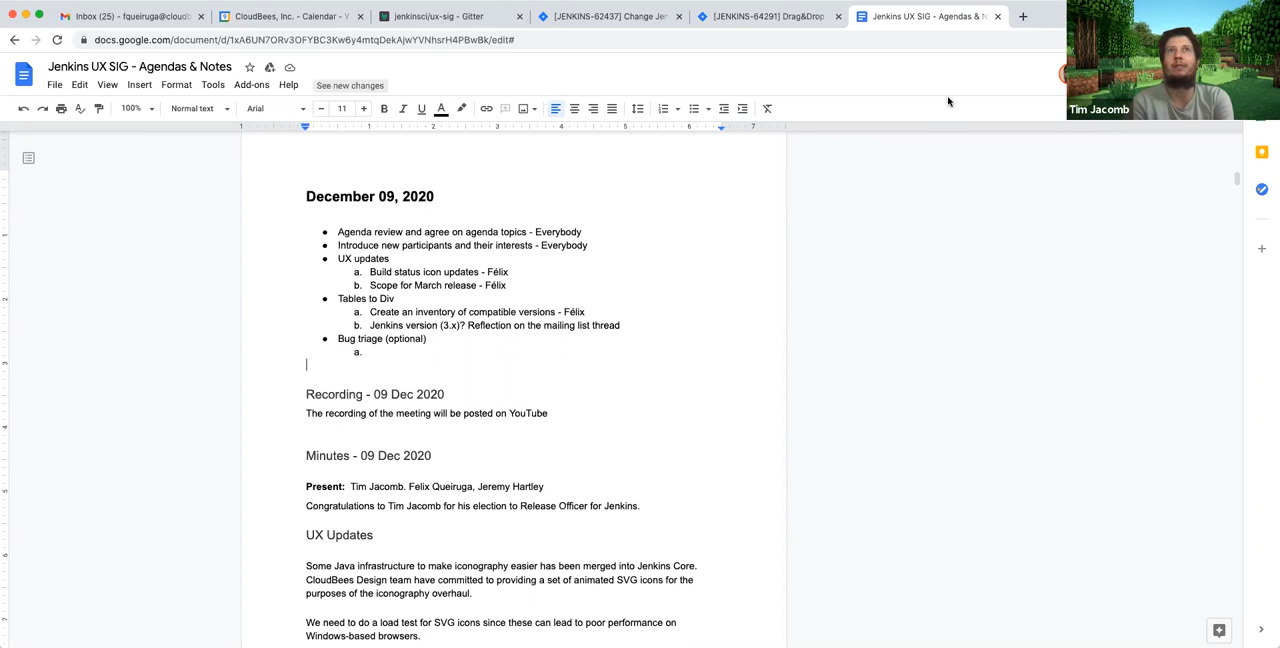 Inbox (25) - fqueiruga@cloudb
CloudBees, Inc. - Calendar - W
jenkinsci/ux-sig - Gitter
[JENKINS-62437] Change Jen
[JENKINS-64291] Drag&Drop
Jenkins UX SIG - Agendas & N
docs.google.com/document/d/1xA6UN7ORv3OFYBC3Kw6y4mtqDekAjwYVNhsrH4PBwBk/edit#
Jenkins UX SIG - Agendas & Notes
File Edit View Insert Format Tools Add-ons Help See new changes
100% Normal text Arial 11
Tim Jacomb
1 1 2 3 4 5 6 7
December 09, 2020
● Agenda review and agree on agenda topics - Everybody
● Introduce new participants and their interests - Everybody
● UX updates
a. Build status icon updates - Félix
b. Scope for March release - Félix
● Tables to Div
a. Create an inventory of compatible versions - Félix
b. Jenkins version (3.x)? Reflection on the mailing list thread
● Bug triage (optional)
a.
Recording - 09 Dec 2020
The recording of the meeting will be posted on YouTube
Minutes - 09 Dec 2020
Present: Tim Jacomb. Felix Queiruga, Jeremy Hartley
Congratulations to Tim Jacomb for his election to Release Officer for Jenkins.
UX Updates
Some Java infrastructure to make iconography easier has been merged into Jenkins Core.
CloudBees Design team have committed to providing a set of animated SVG icons for the
purposes of the iconography overhaul.
We need to do a load test for SVG icons since these can lead to poor performance on
Windows-based browsers.